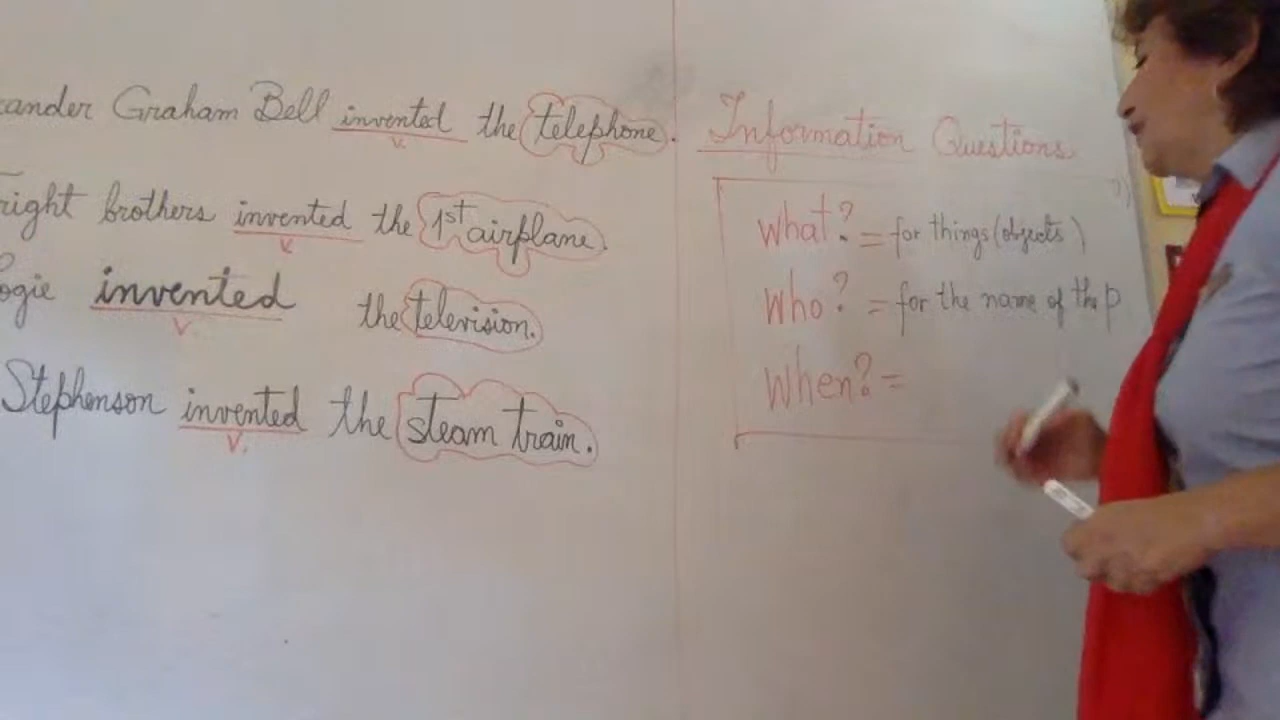 ander Graham Bell invented the telephone.
v.
right brothers invented the 1st airplane.
v.
ogie invented the television.
v.
Stephenson invented the steam train.
v.
Information Questions
What? = for things (objects)
Who? = for the name of the p
When? =